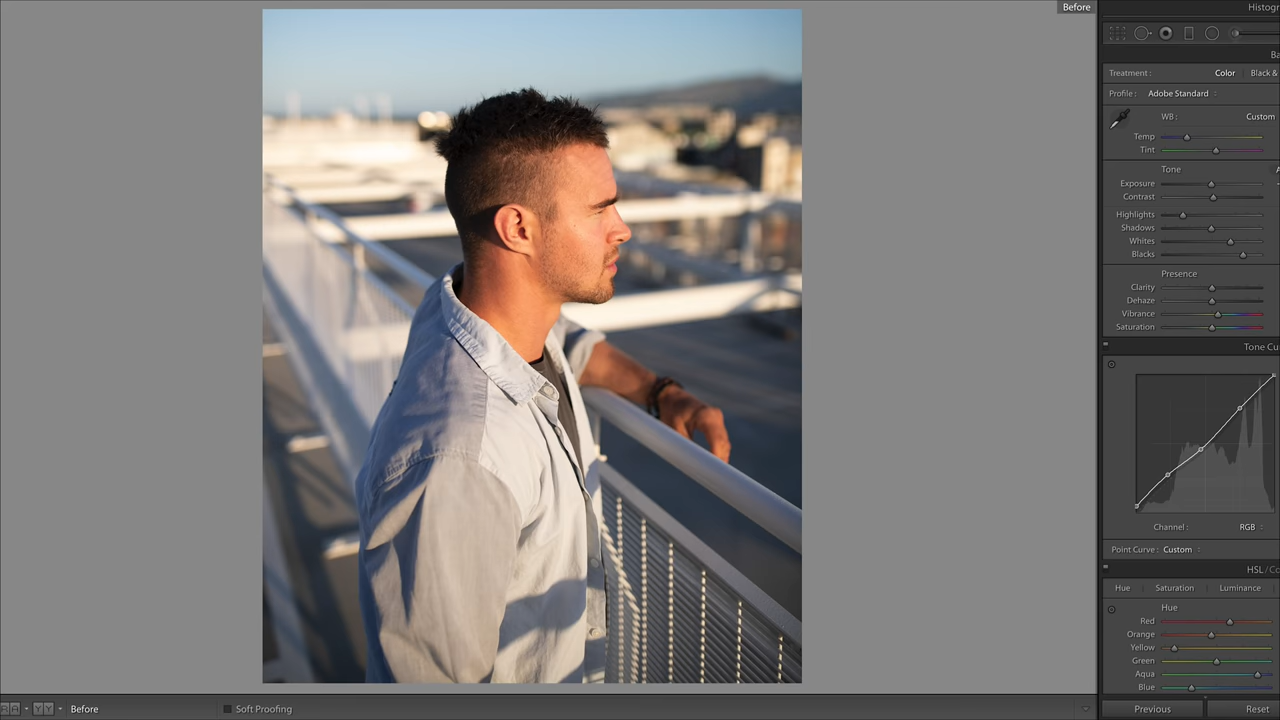 Before
Histogr
Ba
Treatment :
Color
Black &
Profile :
Adobe Standard
WB :
Custom
Temp
Tint
Tone
A
Exposure
Contrast
Highlights
Shadows
Whites
Blacks
Presence
Clarity
Dehaze
Vibrance
Saturation
Tone Cu
Channel :
RGB
Point Curve :
Custom
HSL / Co
Hue
Saturation
Luminance
Hue
Red
Orange
Yellow
Green
Aqua
Blue
Y Y
Before
Soft Proofing
Previous
Reset